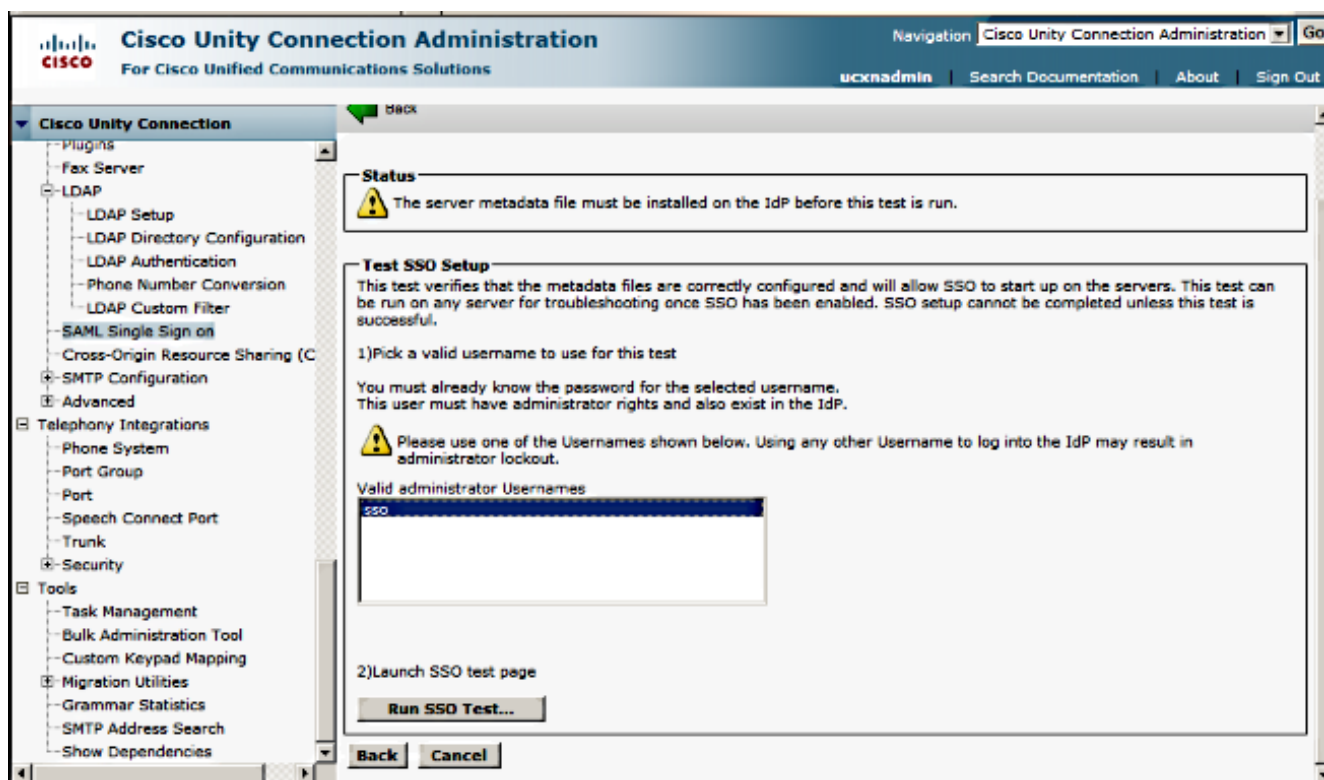 Cisco Unity Connection Administration
For Cisco Unified Communications Solutions
CISCO
Navigation Cisco Unity Connection Administration Go
ucxnadmin | Search Documentation | About | Sign Out
Cisco Unity Connection
Plugins
Fax Server
LDAP
LDAP Setup
LDAP Directory Configuration
LDAP Authentication
Phone Number Conversion
LDAP Custom Filter
SAML Single Sign on
Cross-Origin Resource Sharing (C
SMTP Configuration
Advanced
Telephony Integrations
Phone System
Port Group
Port
Speech Connect Port
Trunk
Security
Tools
Task Management
Bulk Administration Tool
Custom Keypad Mapping
Migration Utilities
Grammar Statistics
SMTP Address Search
Show Dependencies
Back
Status
The server metadata file must be installed on the IdP before this test is run.
Test SSO Setup
This test verifies that the metadata files are correctly configured and will allow SSO to start up on the servers. This test can
be run on any server for troubleshooting once SSO has been enabled. SSO setup cannot be completed unless this test is
successful.
1)Pick a valid username to use for this test
You must already know the password for the selected username.
This user must have administrator rights and also exist in the IdP.
Please use one of the Usernames shown below. Using any other Username to log into the IdP may result in
administrator lockout.
Valid administrator Usernames
sso
2)Launch SSO test page
Run SSO Test...
Back Cancel